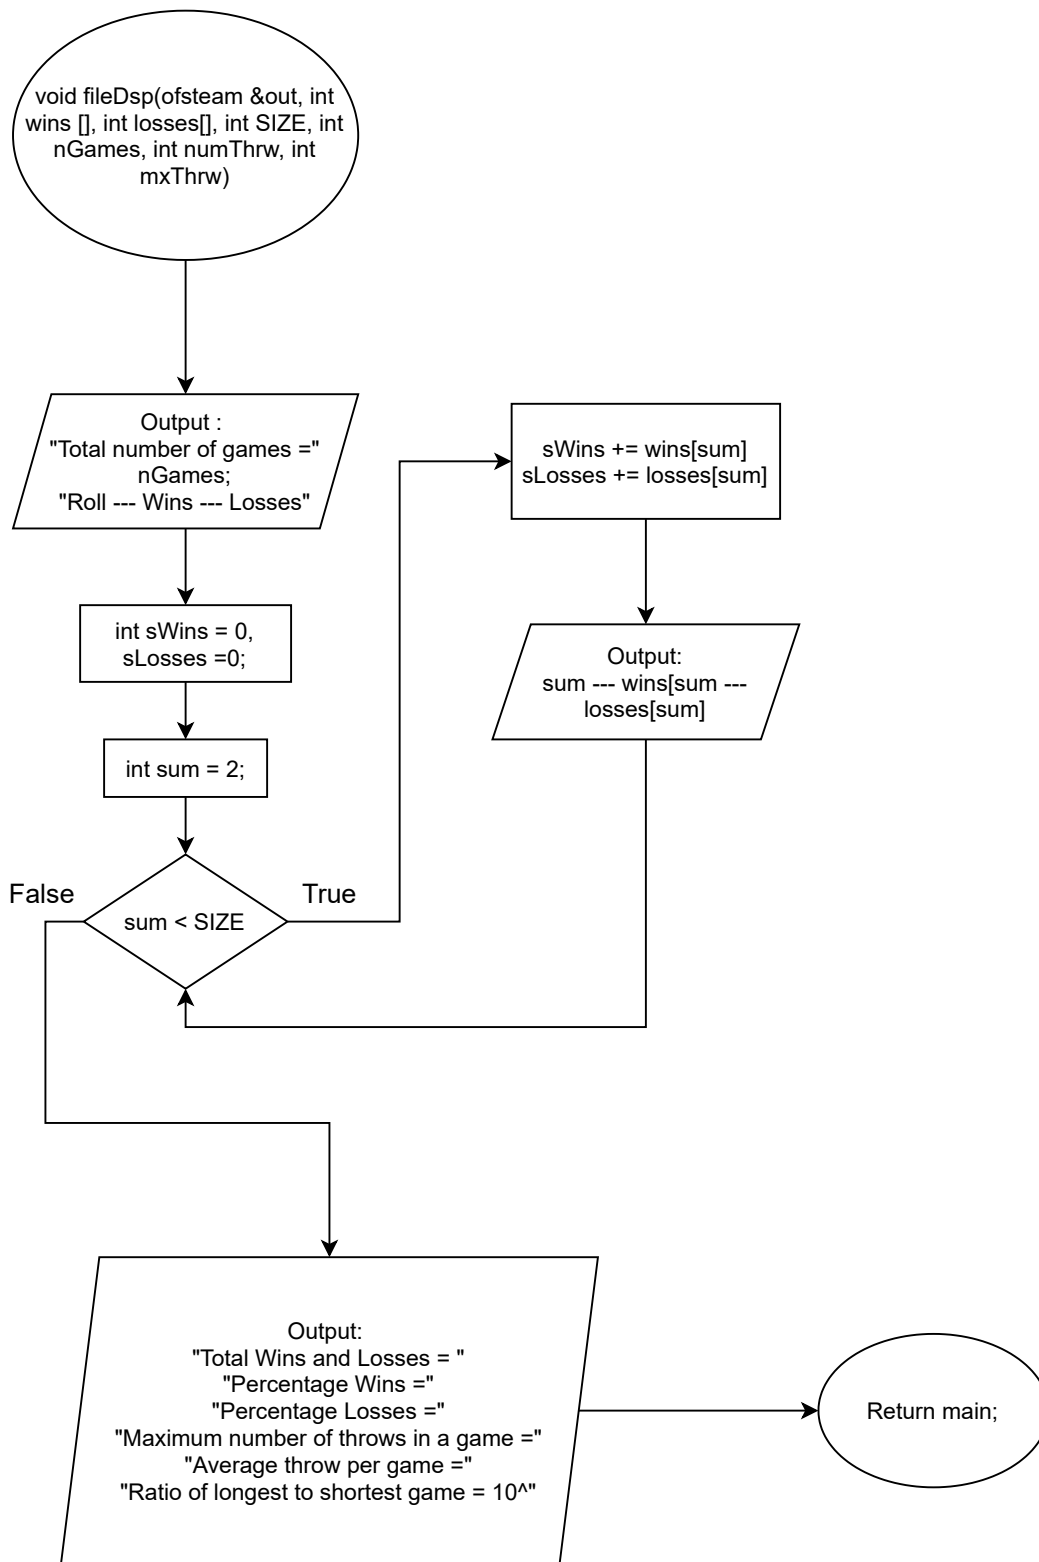 void fileDsp(ofsteam &out, int
wins [], int losses[], int SIZE, int
nGames, int numThrw, int
mxThrw)
Output :
"Total number of games ="
nGames;
"Roll --- Wins --- Losses"
int sWins = 0,
sLosses =0;
int sum = 2;
False
True
sum < SIZE
sWins += wins[sum]
sLosses += losses[sum]
Output:
sum --- wins[sum ---
losses[sum]
Output:
"Total Wins and Losses = "
"Percentage Wins ="
"Percentage Losses ="
"Maximum number of throws in a game ="
"Average throw per game ="
"Ratio of longest to shortest game = 10^"
Return main;